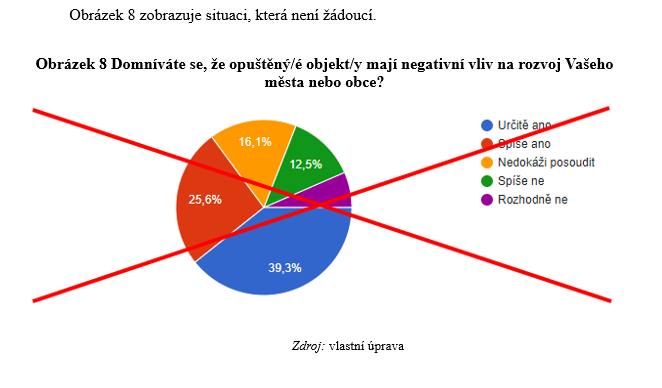 Obrázek 8 zobrazuje situaci, která není žádoucí.
Obrázek 8 Domníváte se, že opuštěný/é objekt/y mají negativní vliv na rozvoj Vašeho
města nebo obce?
16,1%
12,5%
25,6%
39,3%
Určitě ano
Spíše ano
Nedokáži posoudit
Spíše ne
Rozhodně ne
Zdroj: vlastní úprava